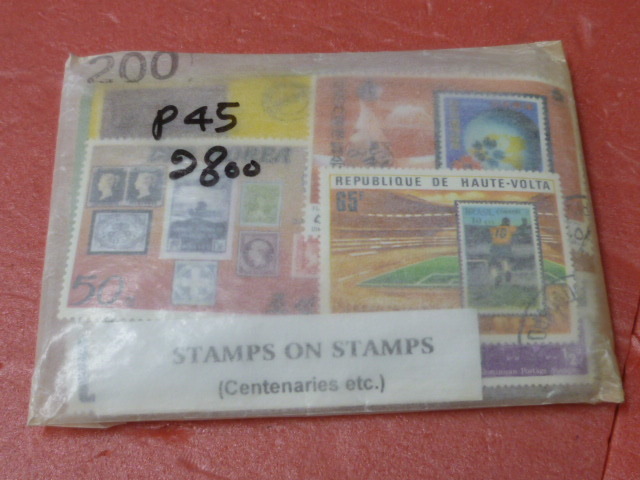 200
P45
2800
REPUBLIQUE DE HAUTE-VOLTA
65F
50
STAMPS ON STAMPS
(Centenaries etc.)